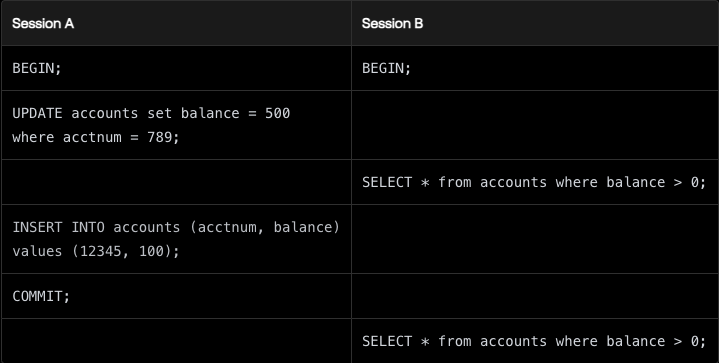 Session A
Session B
BEGIN;
BEGIN;
UPDATE accounts set balance = 500
where acctnum = 789;
SELECT * from accounts where balance > 0;
INSERT INTO accounts (acctnum, balance)
values (12345, 100);
COMMIT;
SELECT * from accounts where balance > 0;